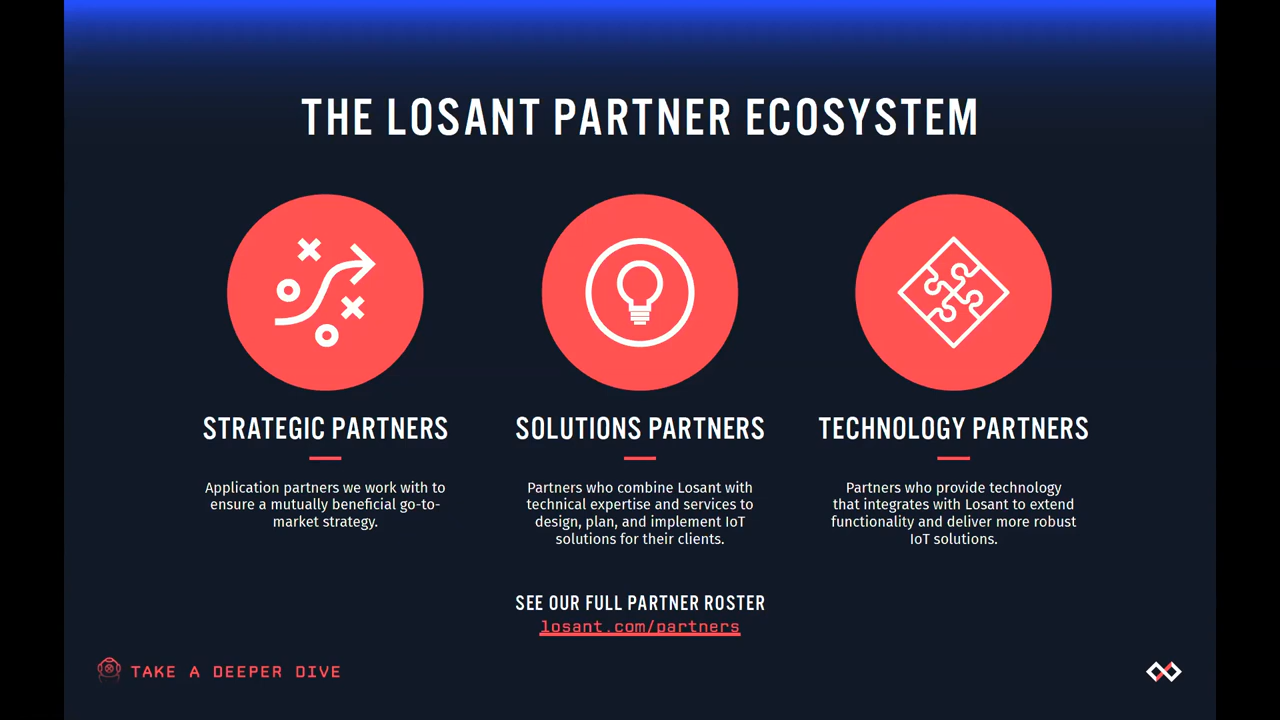 THE LOSANT PARTNER ECOSYSTEM
STRATEGIC PARTNERS
Application partners we work with to
ensure a mutually beneficial go-to-
market strategy.
SOLUTIONS PARTNERS
Partners who combine Losant with
technical expertise and services to
design, plan, and implement IoT
solutions for their clients.
TECHNOLOGY PARTNERS
Partners who provide technology
that integrates with Losant to extend
functionality and deliver more robust
IoT solutions.
SEE OUR FULL PARTNER ROSTER
losant.com/partners
TAKE A DEEPER DIVE